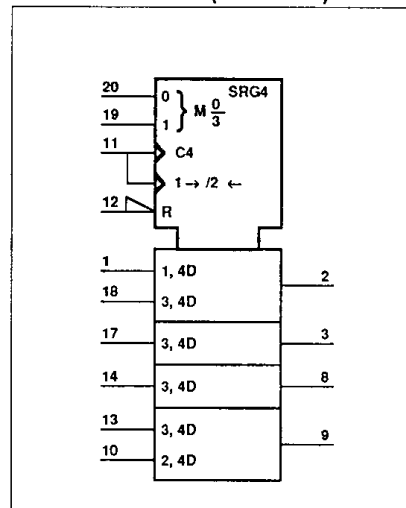 20 0 SRG4
} M 0/3
19 1
11 C4
1 → /2 ←
12 R
1 1, 4D 2
18 3, 4D
17 3, 4D 3
14 3, 4D 8
13 3, 4D 9
10 2, 4D